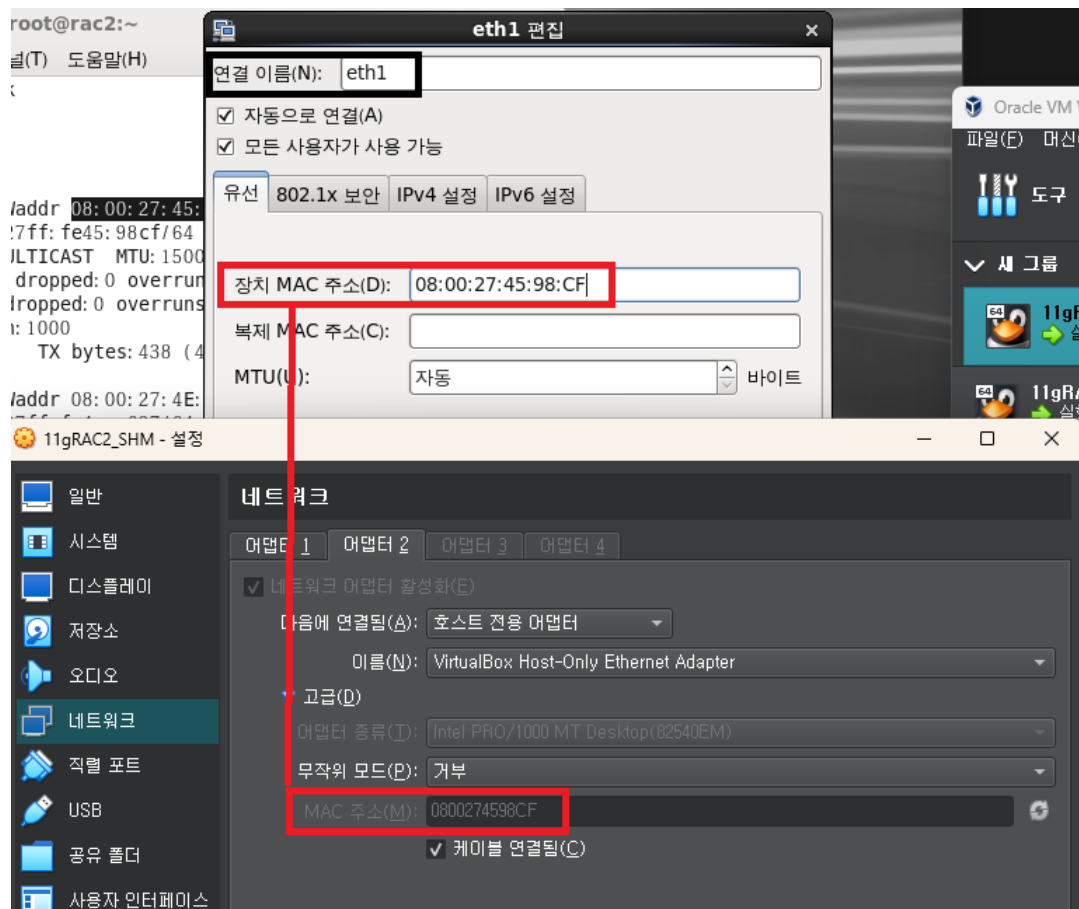 root@rac2:~
널(T) 도움말(H)
eth1 편집
연결 이름(N): eth1
자동으로 연결(A)
모든 사용자가 사용 가능
유선 802.1x 보안 IPv4 설정 IPv6 설정
장치 MAC 주소(D): 08:00:27:45:98:CF
복제 MAC 주소(C):
MTU(U): 자동 바이트
Waddr 08:00:27:45:
:7ff:fe45:98cf/64
ULTICAST MTU:1500
dropped:0 overrun
dropped:0 overruns
n:1000
TX bytes:438 (4
Waddr 08:00:27:4E:
Oracle VM V
파일(F) 머신
도구
새 그룹
64 11gR
64 11gRA
11gRAC2_SHM - 설정
일반
시스템
디스플레이
저장소
오디오
네트워크
직렬 포트
USB
공유 폴더
사용자 인터페이스
네트워크
어댑터 1 어댑터 2 어댑터 3 어댑터 4
네트워크 어댑터 활성화(E)
다음에 연결됨(A): 호스트 전용 어댑터
이름(N): VirtualBox Host-Only Ethernet Adapter
고급(D)
어댑터 종류(T): Intel PRO/1000 MT Desktop(82540EM)
무작위 모드(P): 거부
MAC 주소(M): 0800274598CF
케이블 연결됨(C)